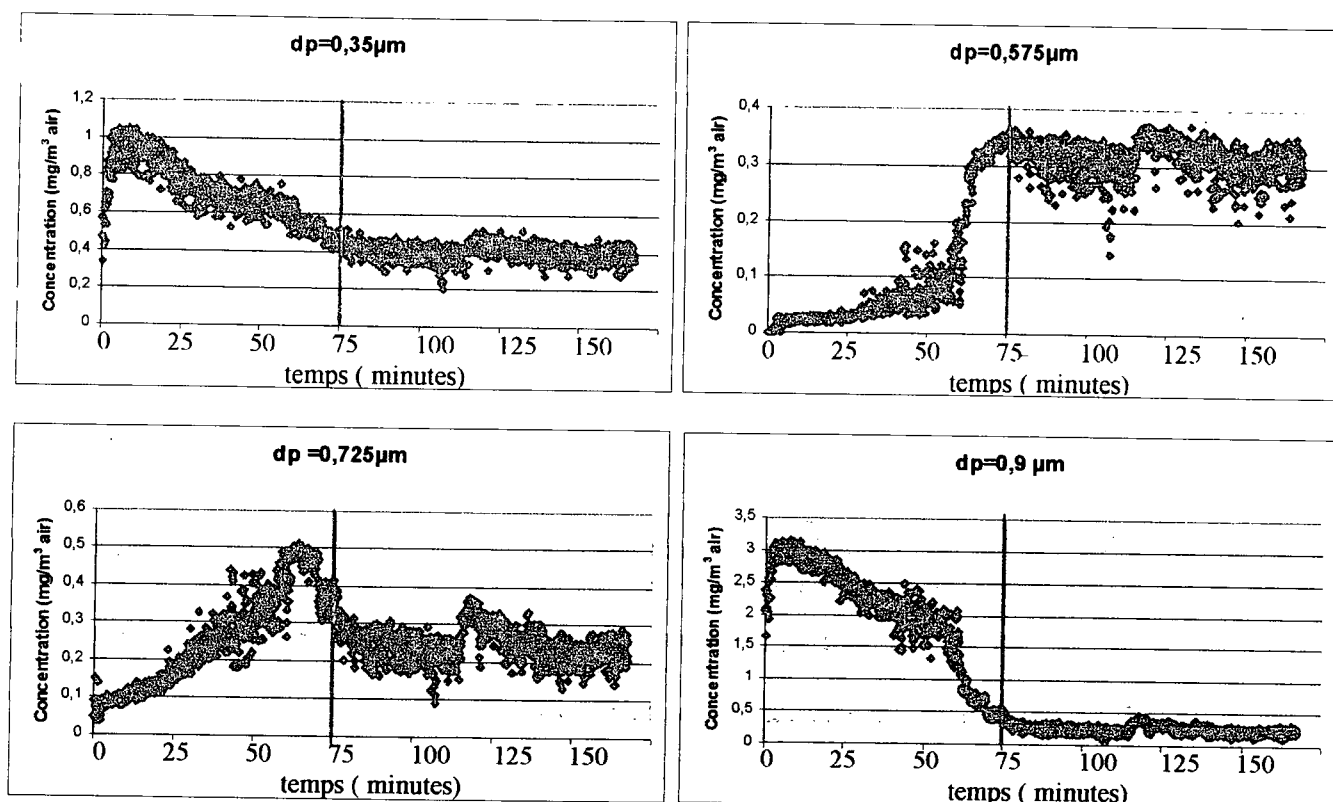 dp=0,35µm
Concentration (mg/m³ air)
1,2
1
0,8
0,6
0,4
0,2
0
0 25 50 75 100 125 150
temps ( minutes)
dp=0,575µm
Concentration (mg/m³ air)
0,4
0,3
0,2
0,1
0
0 25 50 75 100 125 150
temps ( minutes)
dp =0,725µm
Concentration (mg/m³ air)
0,6
0,5
0,4
0,3
0,2
0,1
0
0 25 50 75 100 125 150
temps ( minutes)
dp=0,9 µm
Concentration (mg/m³ air)
3,5
3
2,5
2
1,5
1
0,5
0
0 25 50 75 100 125 150
temps ( minutes)